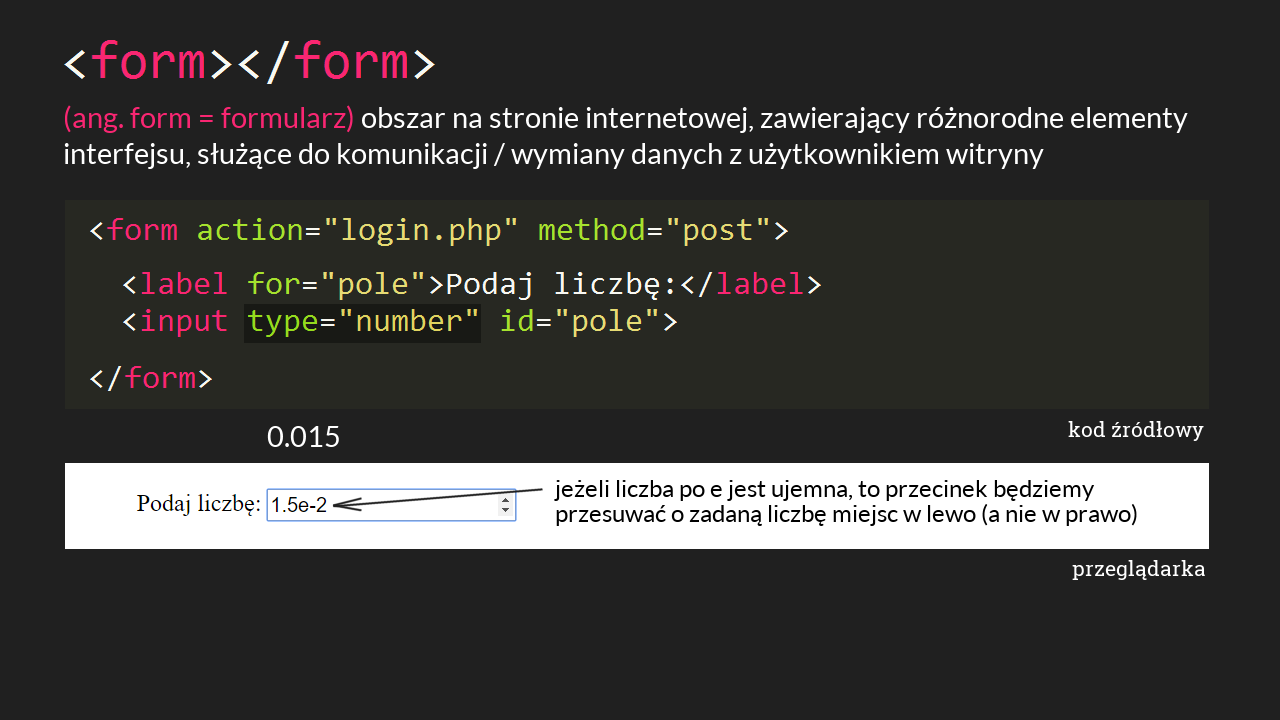 <form></form>
(ang. form = formularz) obszar na stronie internetowej, zawierający różnorodne elementy
interfejsu, służące do komunikacji / wymiany danych z użytkownikiem witryny
<form action="login.php" method="post">
<label for="pole">Podaj liczbę:</label>
<input type="number" id="pole">
</form>
0.015
kod źródłowy
Podaj liczbę: 1.5e-2
jeżeli liczba po e jest ujemna, to przecinek będziemy
przesuwać o zadaną liczbę miejsc w lewo (a nie w prawo)
przeglądarka